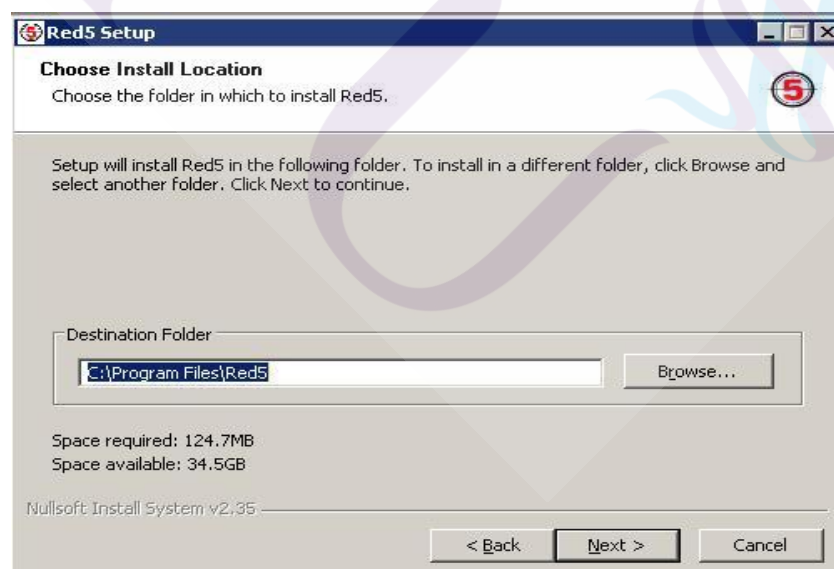 Red5 Setup
Choose Install Location
Choose the folder in which to install Red5.
5
Setup will install Red5 in the following folder. To install in a different folder, click Browse and
select another folder. Click Next to continue.
Destination Folder
C:\Program Files\Red5
Browse...
Space required: 124.7MB
Space available: 34.5GB
Nullsoft Install System v2.35
< Back
Next >
Cancel